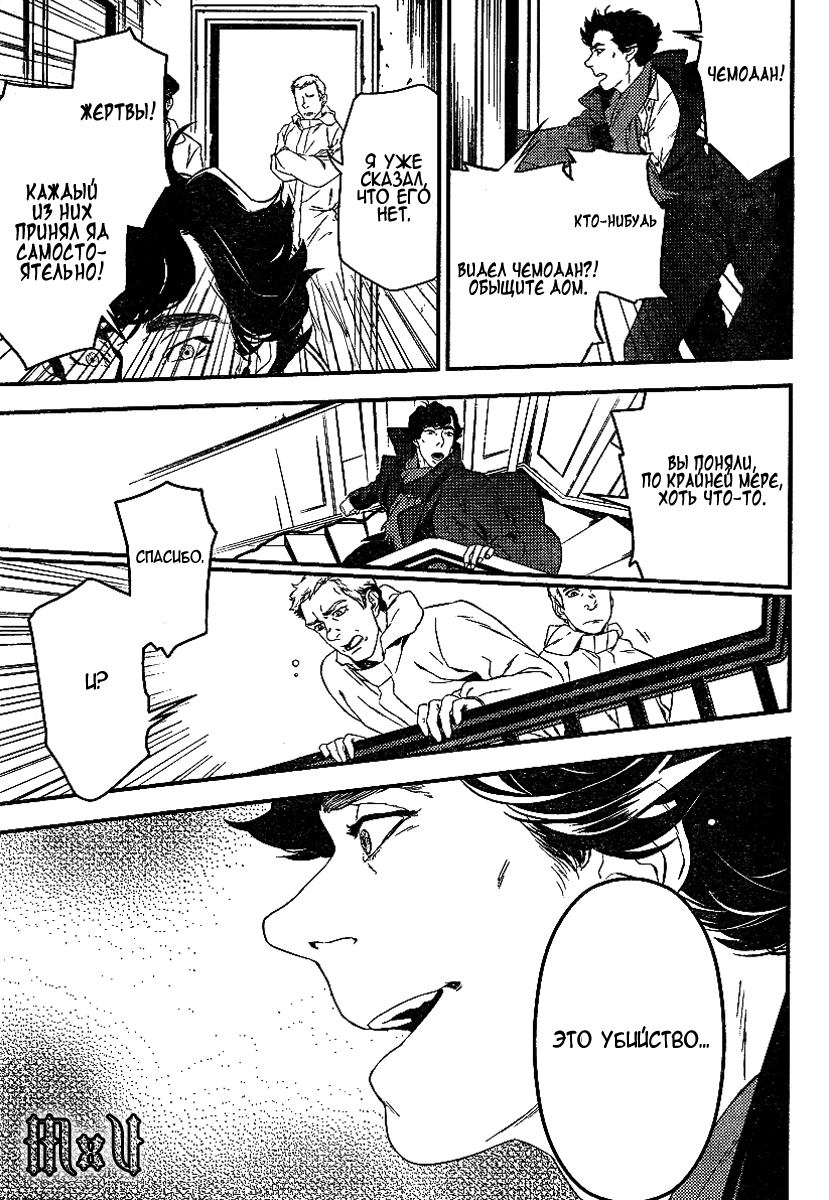 ЧЕМОДАН!
КТО-НИБУДЬ
ВИДЕЛ ЧЕМОДАН?!
ОБЫЩИТЕ ДОМ.
Я УЖЕ
СКАЗАЛ,
ЧТО ЕГО
НЕТ.
ЖЕРТВЫ!
КАЖДЫЙ
ИЗ НИХ
ПРИНЯЛ ЯД
САМОСТО-
ЯТЕЛЬНО!
ВЫ ПОНЯЛИ,
ПО КРАЙНЕЙ МЕРЕ,
ХОТЬ ЧТО-ТО.
СПАСИБО.
И?
ЭТО УБИЙСТВО...
MxV